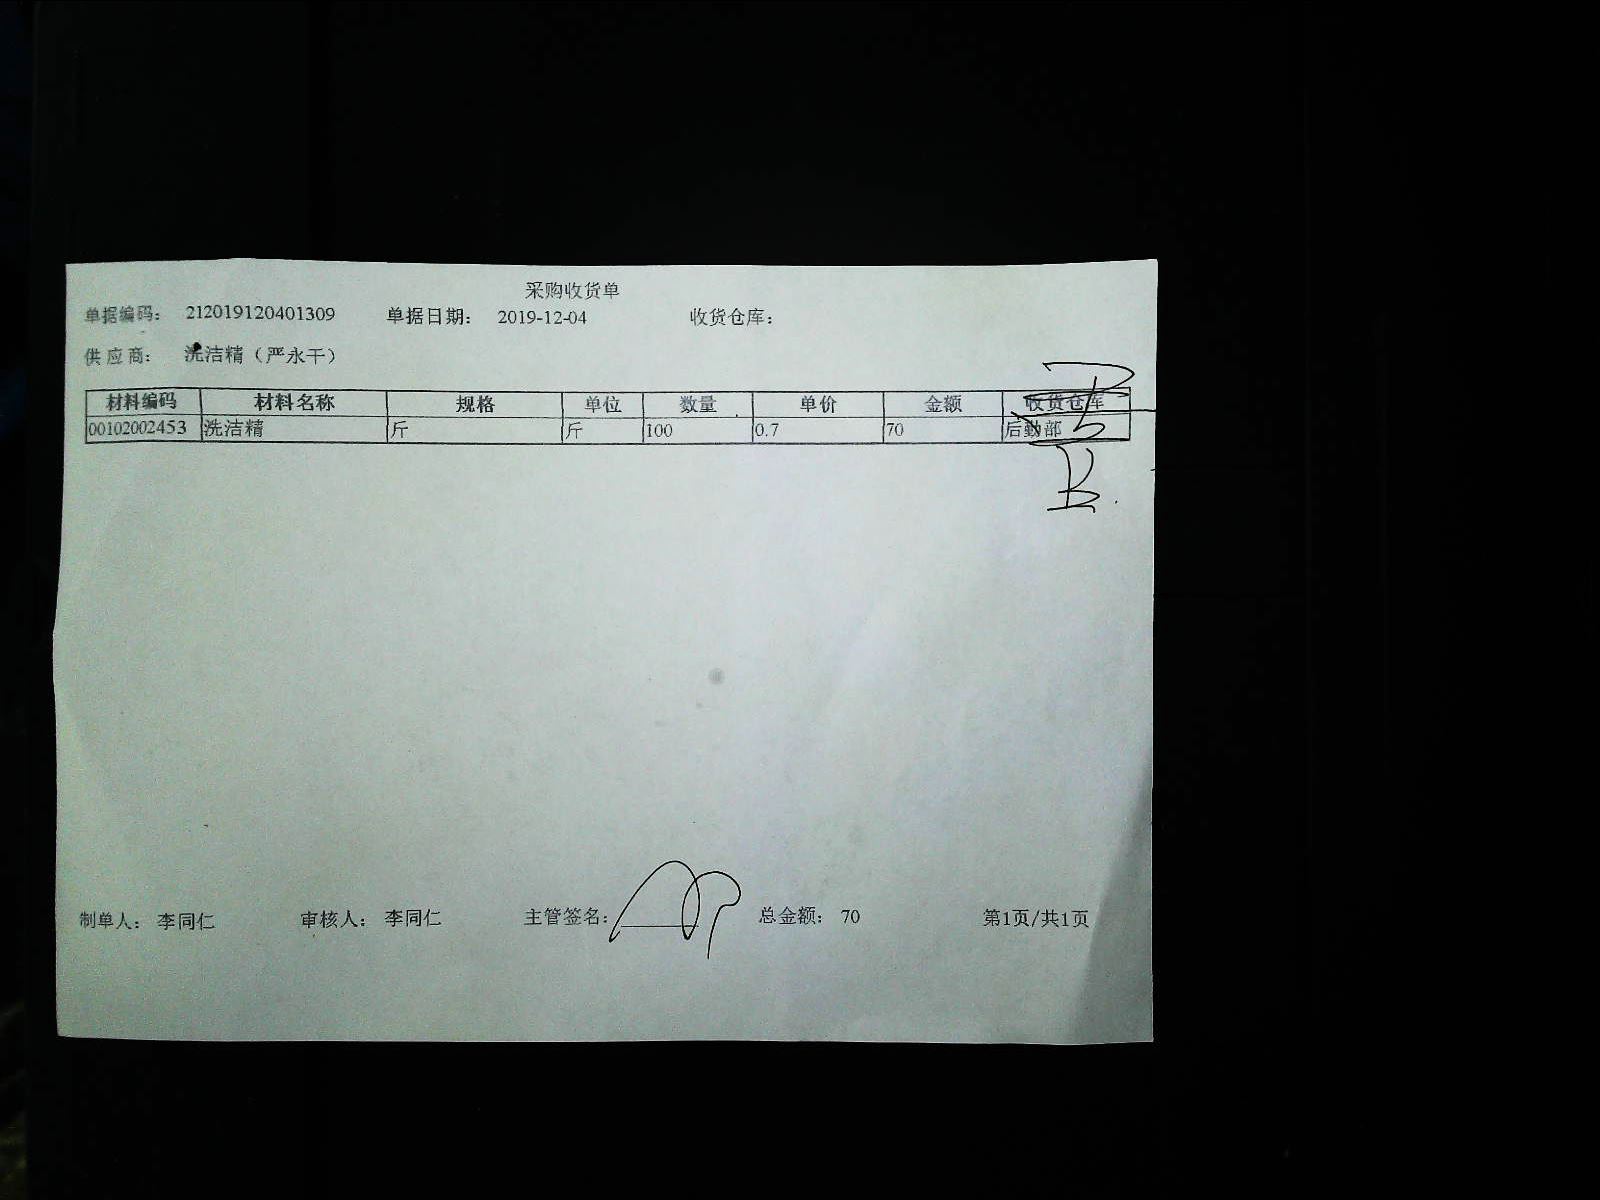 采购收货单
单据编码： 212019120401309 单据日期： 2019-12-04 收货仓库：
供应商： 洗洁精（严永干）
材料编码 材料名称 规格 单位 数量 单价 金额 收货仓库
00102002453 洗洁精 斤 斤 100 0.7 70 后勤部
制单人： 李同仁 审核人： 李同仁 主管签名： 总金额： 70 第1页/共1页